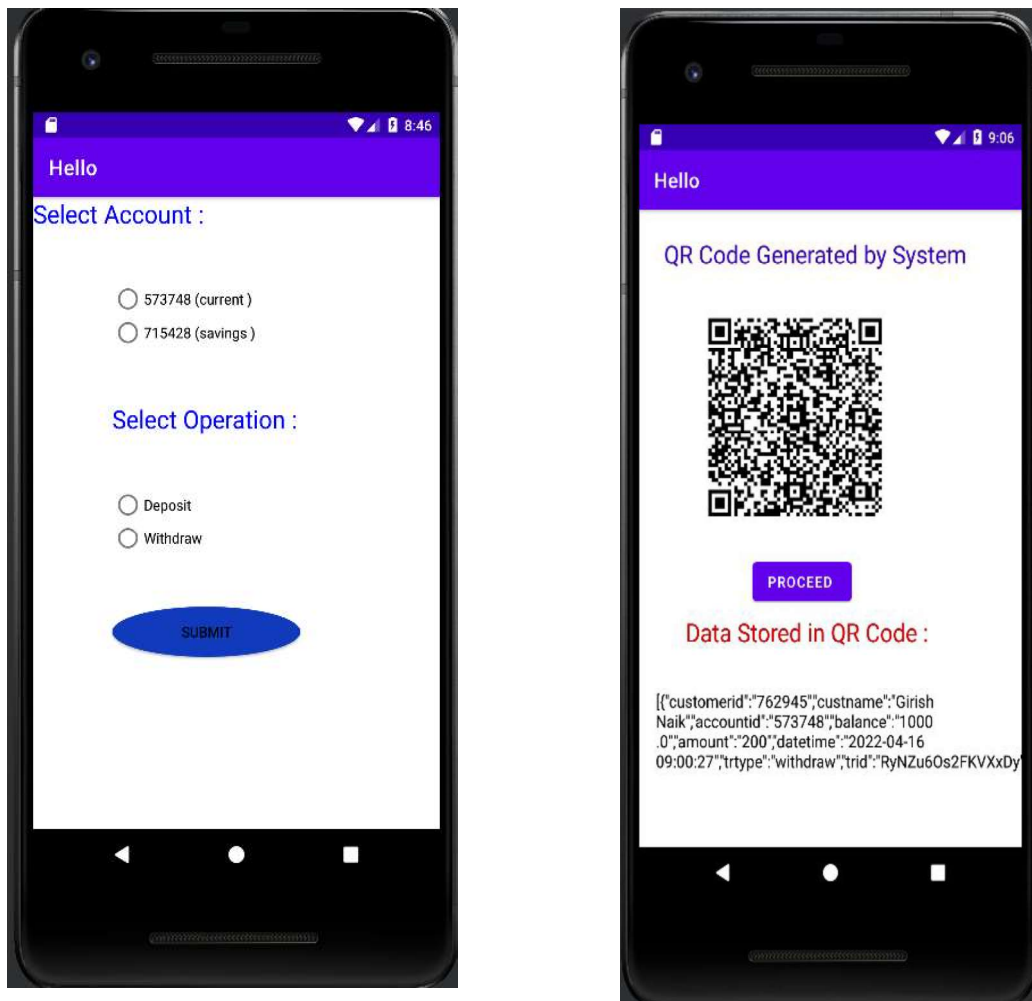 8:46
Hello
Select Account :
573748 (current )
715428 (savings )
Select Operation :
Deposit
Withdraw
SUBMIT
9:06
Hello
QR Code Generated by System
PROCEED
Data Stored in QR Code :
[{"customerid":"762945","custname":"Girish
Naik","accountid":"573748","balance":"1000
.0","amount":"200","datetime":"2022-04-16
09:00:27","trtype":"withdraw","trid":"RyNZu6Os2FKVXxDy"